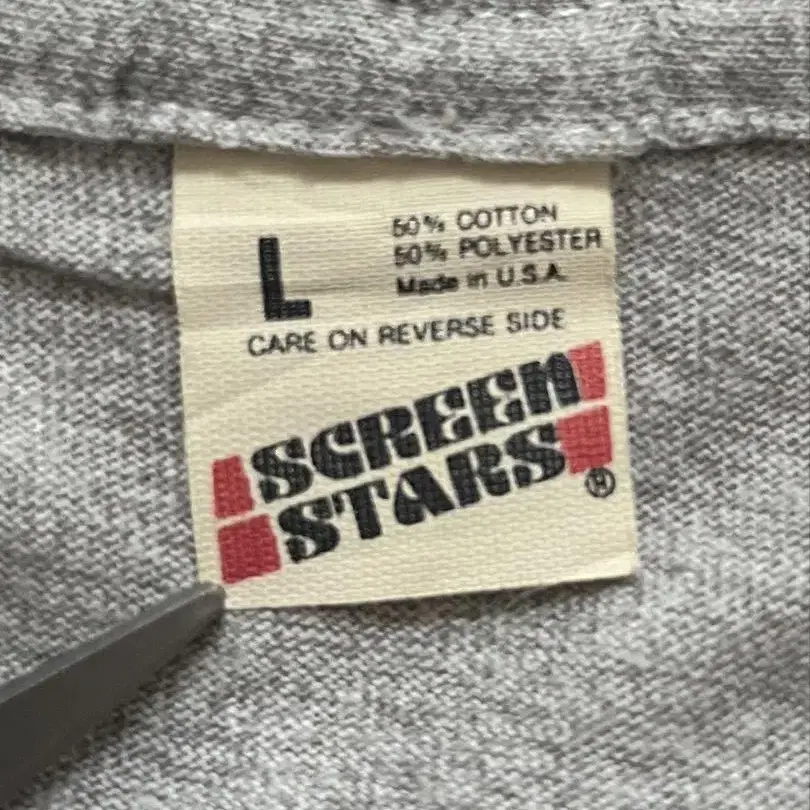 L
50% COTTON
50% POLYESTER
Made in U.S.A.
CARE ON REVERSE SIDE
SCREEN
STARS
®